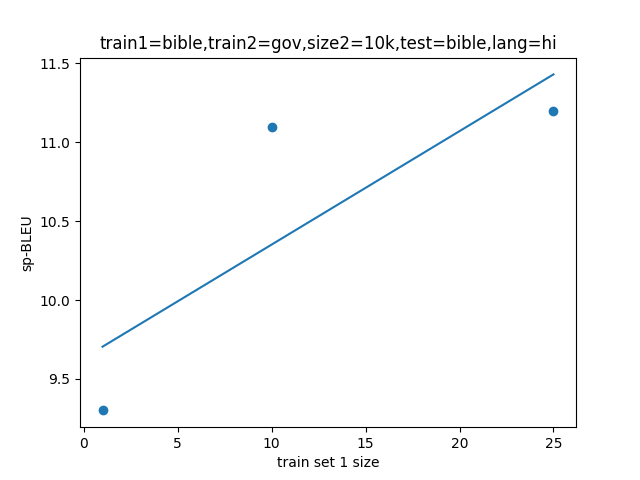 train1=bible,train2=gov,size2=10k,test=bible,lang=hi
11.5
11.0
10.5
10.0
9.5
sp-BLEU
0 5 10 15 20 25
train set 1 size